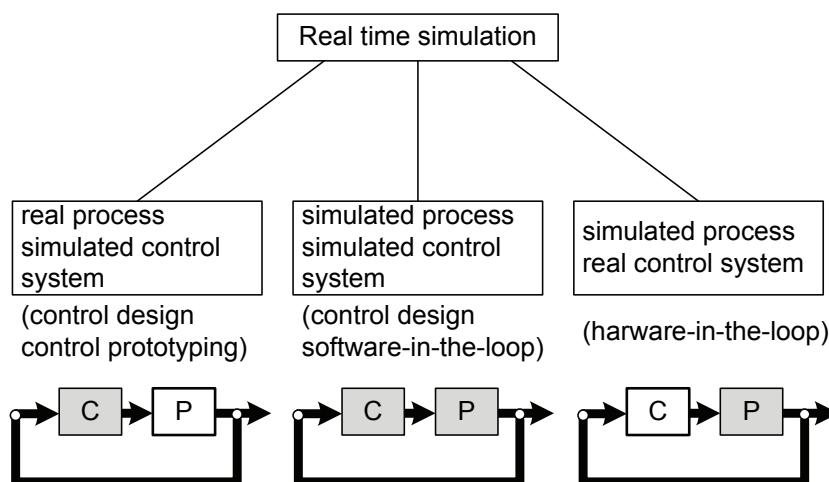 Real time simulation
real process
simulated control
system
simulated process
simulated control
system
simulated process
real control system
(control design
control prototyping)
(control design
software-in-the-loop)
(harware-in-the-loop)
C P
C P
C P